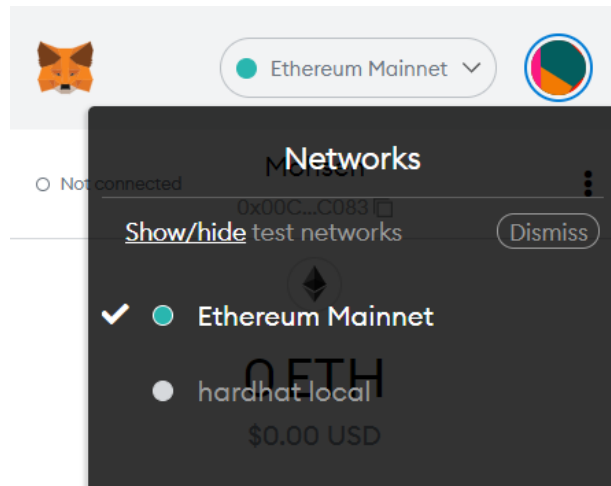 Ethereum Mainnet
Networks
Not connected
0x00C...C083
Show/hide test networks
Dismiss
Ethereum Mainnet
0 ETH
hardhat local
$0.00 USD